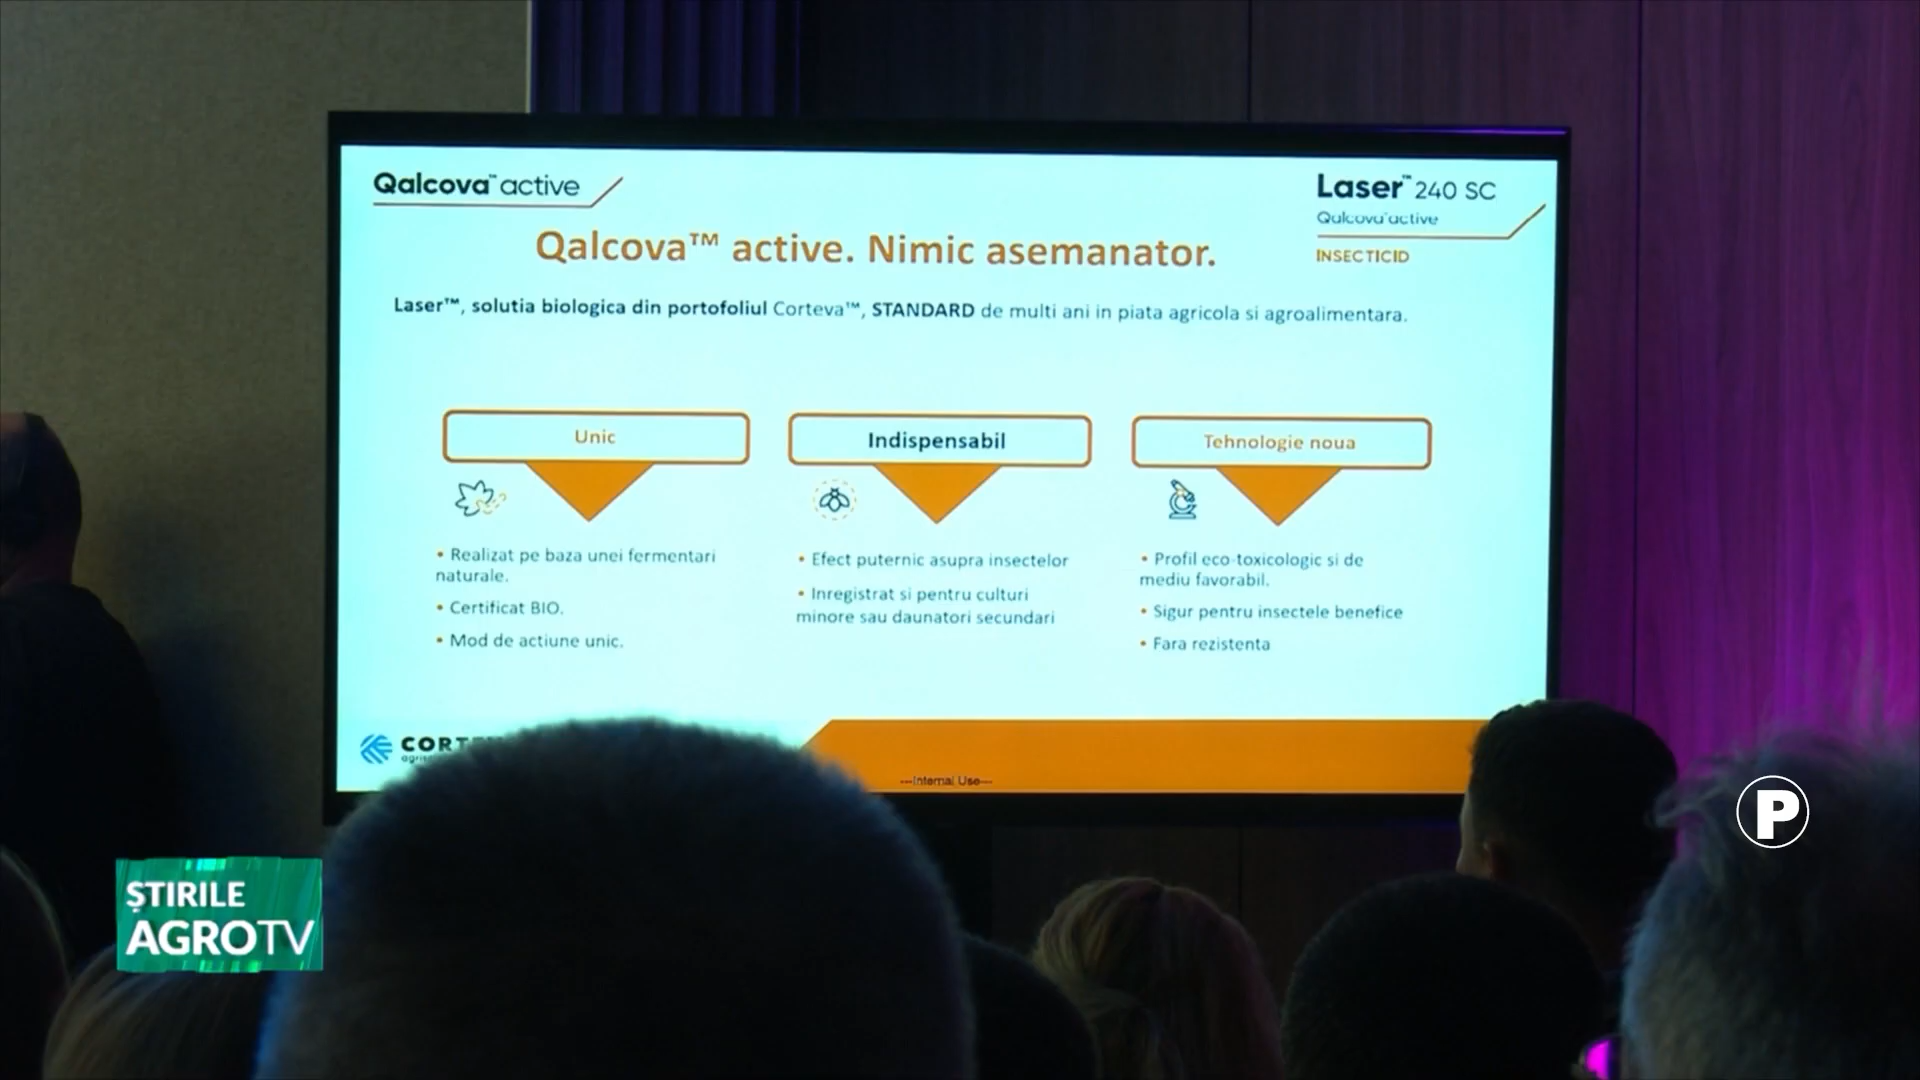 Qalcova™ active
Laser™ 240 SC
Qalcova™ active
INSECTICID
Qalcova™ active. Nimic asemanator.
Laser™, solutia biologica din portofoliul Corteva™, STANDARD de multi ani in piata agricola si agroalimentara.
Unic
• Realizat pe baza unei fermentari
naturale.
• Certificat BIO.
• Mod de actiune unic.
Indispensabil
• Efect puternic asupra insectelor
• Inregistrat si pentru culturi
minore sau daunatori secundari
Tehnologie noua
• Profil eco-toxicologic si de
mediu favorabil.
• Sigur pentru insectele benefice
• Fara rezistenta
---Internal Use---
P
ȘTIRILE
AGROTV